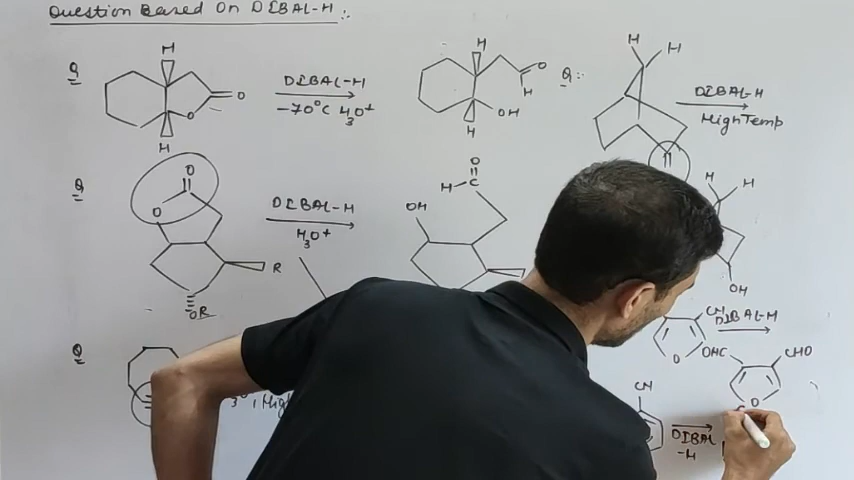 Question Based On DIBAL-H :
Q
H
O
O
H
DIBAL-H
-70°C H3O+
H
O
H
OH
H
Q:
H
H
DIBAL-H
High Temp
Q
O
O
R
OR
DIBAL-H
H3O+
O
H-C
OH
H
H
OH
Q
CN
O
DIBAL-H
OHC
CHO
O
CN
DIBAL
-H